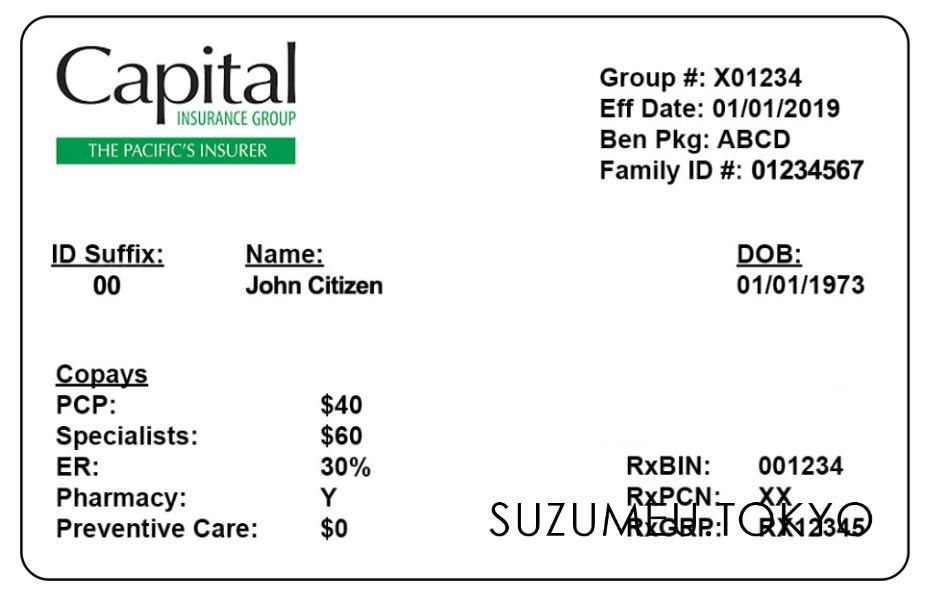 Capital
INSURANCE GROUP
THE PACIFIC'S INSURER
Group #: X01234
Eff Date: 01/01/2019
Ben Pkg: ABCD
Family ID #: 01234567
ID Suffix: Name: DOB:
00 John Citizen 01/01/1973
Copays
PCP: $40
Specialists: $60
ER: 30%
Pharmacy: Y
Preventive Care: $0
RxBIN: 001234
RxPCN: XX
RxGRP: RX12345
SUZUMEU.TOKYO